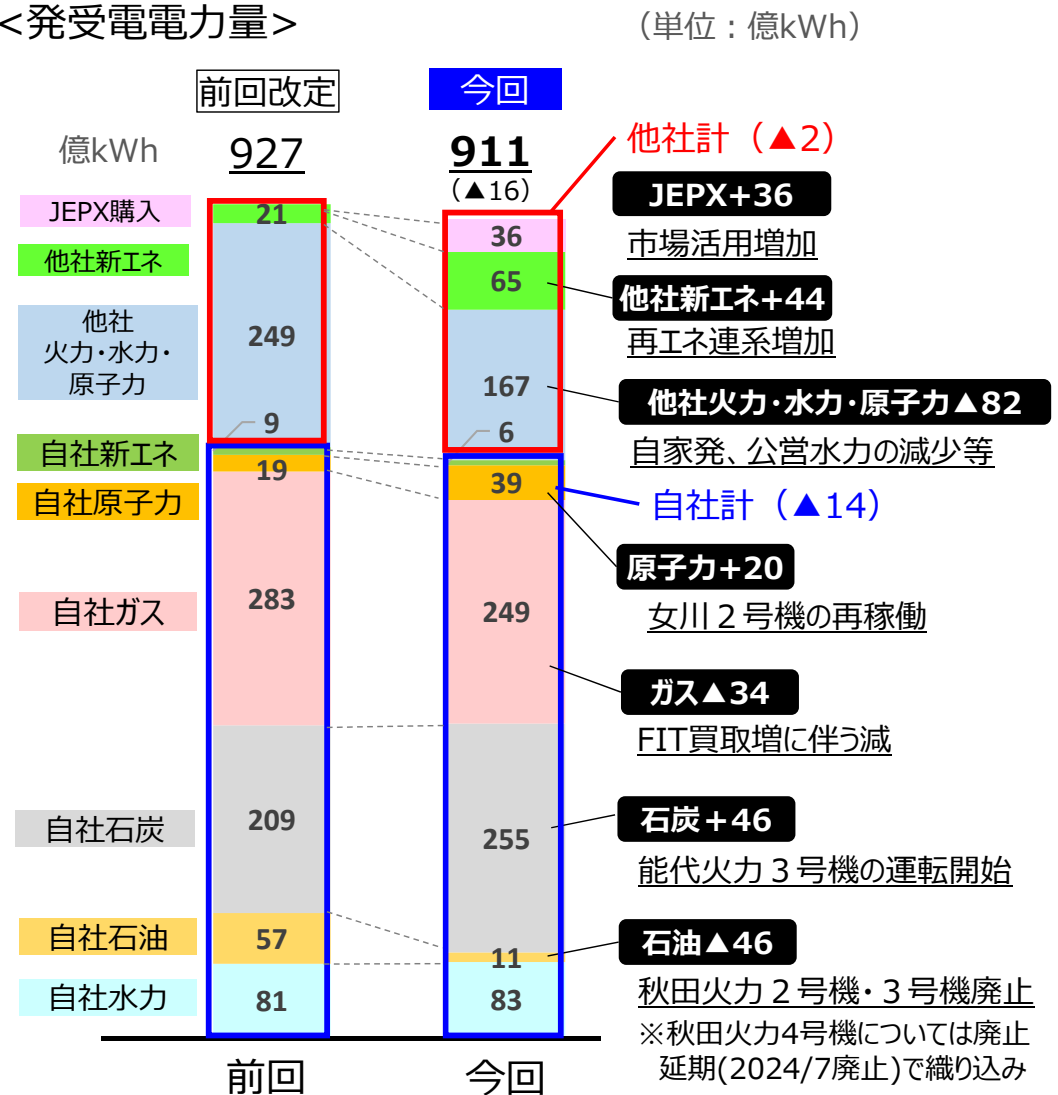 <発受電電力量>
（単位：億kWh）
前回改定
今回
億kWh
927
911
（▲16）
他社計（▲2）
JEPX購入
21
36
JEPX+36
市場活用増加
他社新エネ
65
他社新エネ+44
再エネ連系増加
他社
火力・水力・
原子力
249
167
他社火力・水力・原子力▲82
自家発、公営水力の減少等
自社新エネ
9
6
自社原子力
19
39
自社計（▲14）
原子力+20
女川２号機の再稼働
自社ガス
283
249
ガス▲34
FIT買取増に伴う減
自社石炭
209
255
石炭＋46
能代火力３号機の運転開始
自社石油
57
11
石油▲46
秋田火力２号機・３号機廃止
※秋田火力4号機については廃止
延期(2024/7廃止)で織り込み
自社水力
81
83
前回
今回